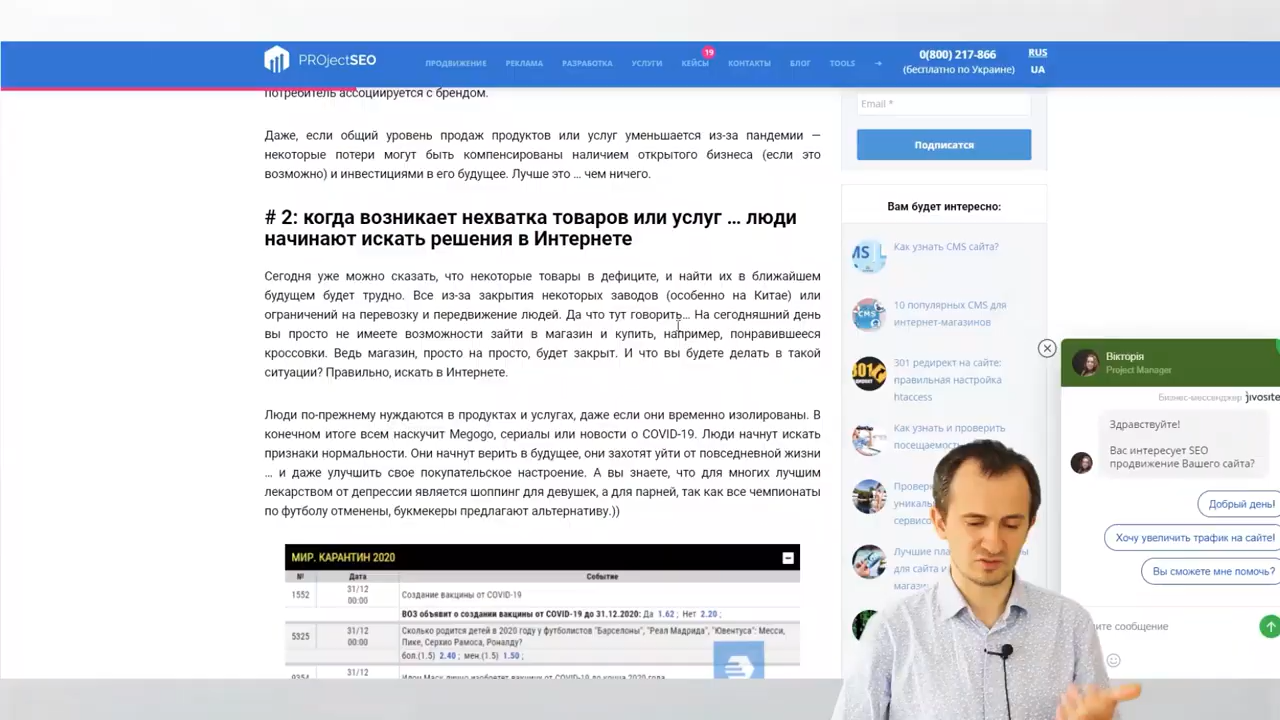 PROjectSEO
ПРОДВИЖЕНИЕ РЕКЛАМА РАЗРАБОТКА УСЛУГИ КЕЙСЫ 19 КОНТАКТЫ БЛОГ TOOLS →
0(800) 217-866
(бесплатно по Украине)
RUS
UA
потребитель ассоциируется с брендом.
Даже, если общий уровень продаж продуктов или услуг уменьшается из-за пандемии —
некоторые потери могут быть компенсированы наличием открытого бизнеса (если это
возможно) и инвестициями в его будущее. Лучше это … чем ничего.
# 2: когда возникает нехватка товаров или услуг … люди
начинают искать решения в Интернете
Сегодня уже можно сказать, что некоторые товары в дефиците, и найти их в ближайшем
будущем будет трудно. Все из-за закрытия некоторых заводов (особенно на Китае) или
ограничений на перевозку и передвижение людей. Да что тут говорить… На сегодняшний день
вы просто не имеете возможности зайти в магазин и купить, например, понравившееся
кроссовки. Ведь магазин, просто на просто, будет закрыт. И что вы будете делать в такой
ситуации? Правильно, искать в Интернете.
Люди по-прежнему нуждаются в продуктах и услугах, даже если они временно изолированы. В
конечном итоге всем наскучит Megogo, сериалы или новости о COVID-19. Люди начнут искать
признаки нормальности. Они начнут верить в будущее, они захотят уйти от повседневной жизни
… и даже улучшить свое покупательское настроение. А вы знаете, что для многих лучшим
лекарством от депрессии является шоппинг для девушек, а для парней, так как все чемпионаты
по футболу отменены, букмекеры предлагают альтернативу.))
МИР. КАРАНТИН 2020
№ Дата Событие
1552 31/12 00:00 Создание вакцины от COVID-19
ВОЗ объявит о создании вакцины от COVID-19 до 31.12.2020: Да 1.62 ; Нет 2.20 ;
5325 31/12 00:00 Сколько родится детей в 2020 году у футболистов "Барселоны", "Реал Мадрида", "Ювентуса": Месси,
Пике, Серхио Рамоса, Роналду?
бол.(1.5) 2.40 ; мен.(1.5) 1.50 ;
31/12
Email *
Подписатся
Вам будет интересно:
Как узнать CMS сайта?
CMS
10 популярных CMS для
интернет-магазинов
301
301 редирект на сайте:
правильная настройка
htaccess
Как узнать и проверить
для сайта и
Вікторія
Project Manager
Бизнес-мессенджер jivosite
Здравствуйте!
Вас интересует SEO
продвижение Вашего сайта?
Добрый день!
Хочу увеличить трафик на сайте!
Вы сможете мне помочь?
сообщение